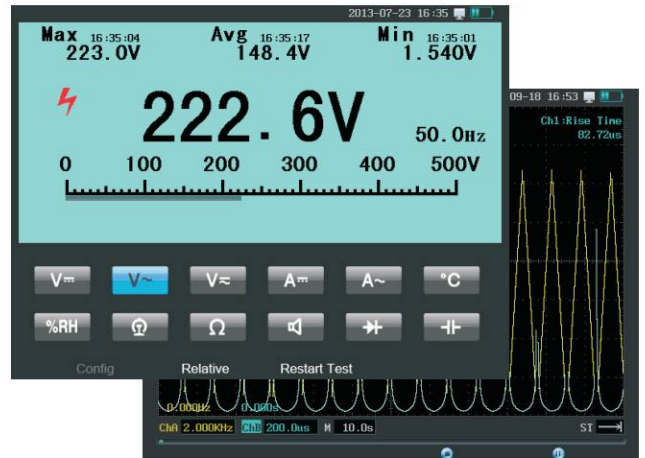 2013-07-23 16:35
Max 16:35:04 Avg 16:35:17 Min 16:35:01
223.0V 148.4V 1.540V
222.6V 50.0Hz
0 100 200 300 400 500V
V⎓ V~ V≂ A⎓ A~ °C
%RH Ω
Config Relative Restart Test
09-18 16:53
Ch1:Rise Time
82.72us
0.000Hz 0.000s
ChA 2.000KHz ChB 200.0us M 10.0s SI